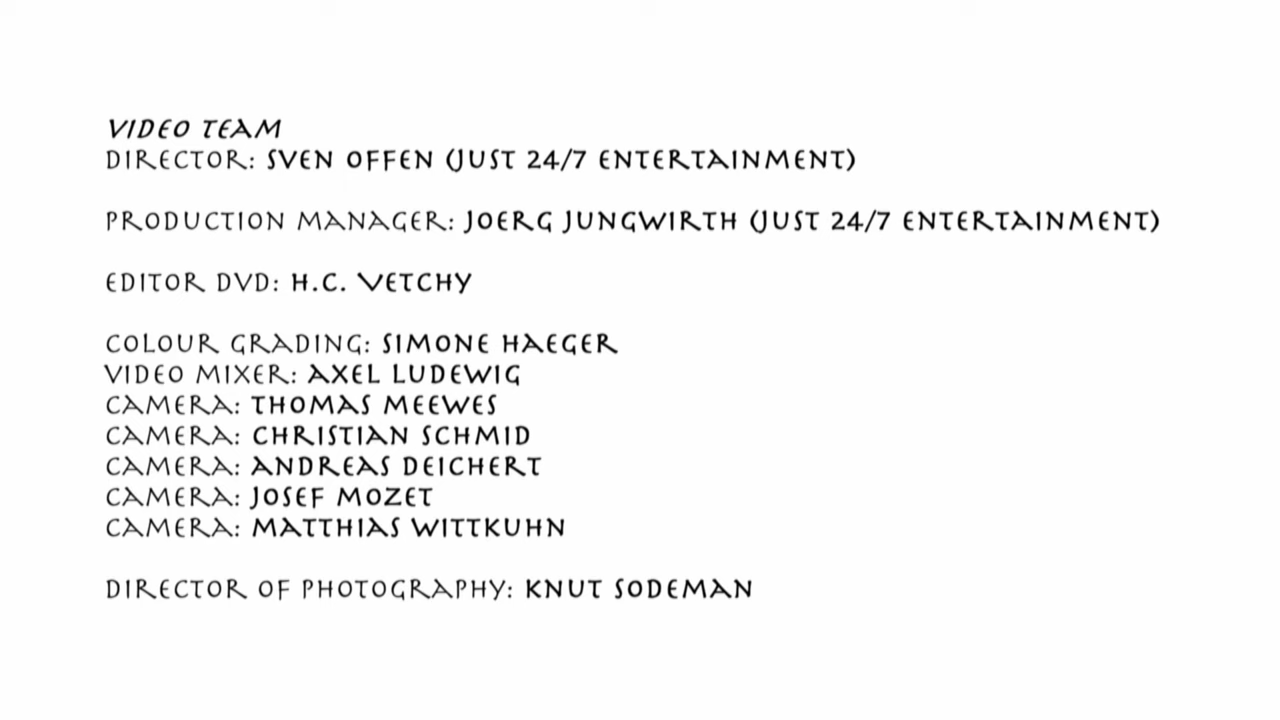 VIDEO TEAM
DIRECTOR: SVEN OFFEN (JUST 24/7 ENTERTAINMENT)
PRODUCTION MANAGER: JOERG JUNGWIRTH (JUST 24/7 ENTERTAINMENT)
EDITOR DVD: H.C. VETCHY
COLOUR GRADING: SIMONE HAEGER
VIDEO MIXER: AXEL LUDEWIG
CAMERA: THOMAS MEEWES
CAMERA: CHRISTIAN SCHMID
CAMERA: ANDREAS DEICHERT
CAMERA: JOSEF MOZET
CAMERA: MATTHIAS WITTKUHN
DIRECTOR OF PHOTOGRAPHY: KNUT SODEMAN